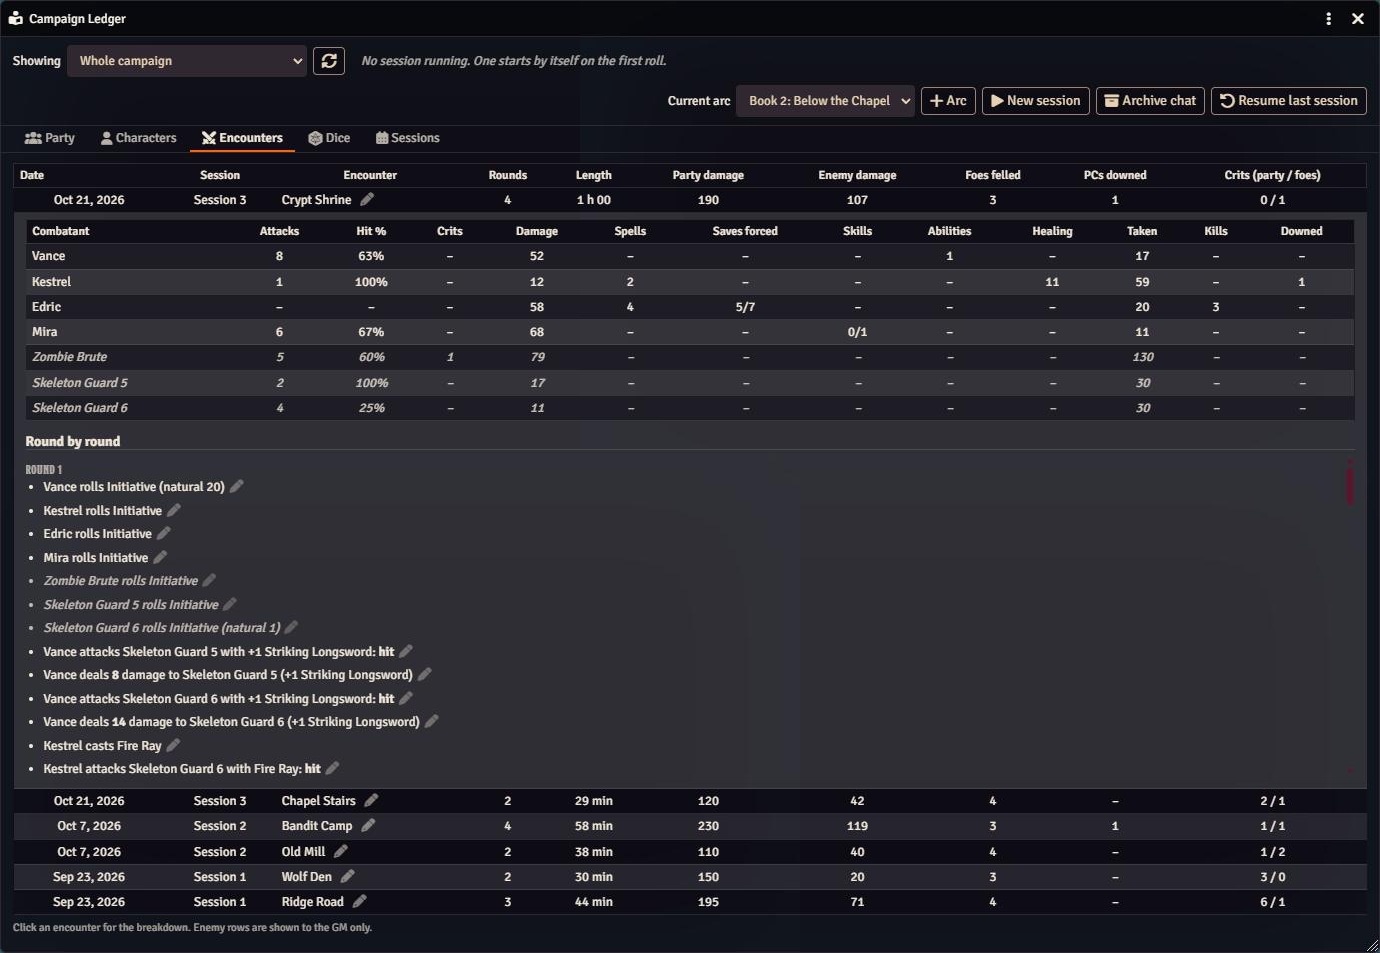 Campaign Ledger
Showing Whole campaign No session running. One starts by itself on the first roll.
Current arc Book 2: Below the Chapel + Arc New session Archive chat Resume last session
Party Characters Encounters Dice Sessions
Date Session Encounter Rounds Length Party damage Enemy damage Foes felled PCs downed Crits (party / foes)
Oct 21, 2026 Session 3 Crypt Shrine 4 1 h 00 190 107 3 1 0 / 1
Combatant Attacks Hit % Crits Damage Spells Saves forced Skills Abilities Healing Taken Kills Downed
Vance 8 63% – 52 – – – 1 – 17 – –
Kestrel 1 100% – 12 2 – – – 11 59 – 1
Edric – – – 58 4 5/7 – – – 20 3 –
Mira 6 67% – 68 – – 0/1 – – 11 – –
Zombie Brute 5 60% 1 79 – – – – – 130 – –
Skeleton Guard 5 2 100% – 17 – – – – – 30 – –
Skeleton Guard 6 4 25% – 11 – – – – – 30 – –
Round by round
ROUND 1
• Vance rolls Initiative (natural 20)
• Kestrel rolls Initiative
• Edric rolls Initiative
• Mira rolls Initiative
• Zombie Brute rolls Initiative
• Skeleton Guard 5 rolls Initiative
• Skeleton Guard 6 rolls Initiative (natural 1)
• Vance attacks Skeleton Guard 5 with +1 Striking Longsword: hit
• Vance deals 8 damage to Skeleton Guard 5 (+1 Striking Longsword)
• Vance attacks Skeleton Guard 6 with +1 Striking Longsword: hit
• Vance deals 14 damage to Skeleton Guard 6 (+1 Striking Longsword)
• Kestrel casts Fire Ray
• Kestrel attacks Skeleton Guard 6 with Fire Ray: hit
Oct 21, 2026 Session 3 Chapel Stairs 2 29 min 120 42 4 – 2 / 1
Oct 7, 2026 Session 2 Bandit Camp 4 58 min 230 119 3 1 1 / 1
Oct 7, 2026 Session 2 Old Mill 2 38 min 110 40 4 – 1 / 2
Sep 23, 2026 Session 1 Wolf Den 2 30 min 150 20 3 – 3 / 0
Sep 23, 2026 Session 1 Ridge Road 3 44 min 195 71 4 – 6 / 1
Click an encounter for the breakdown. Enemy rows are shown to the GM only.